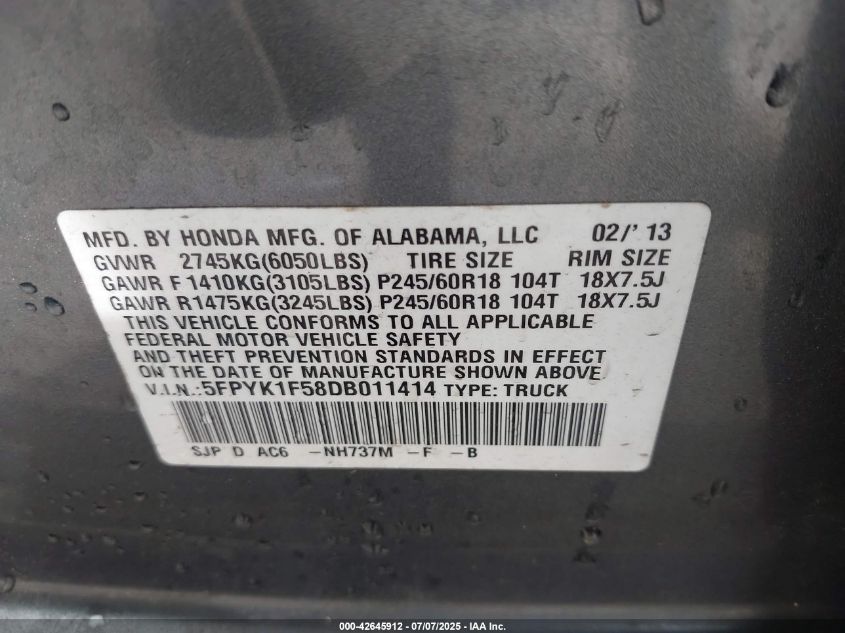 MFD. BY HONDA MFG. OF ALABAMA, LLC 02/' 13
GVWR 2745KG(6050LBS) TIRE SIZE RIM SIZE
GAWR F 1410KG(3105LBS) P245/60R18 104T 18X7.5J
GAWR R1475KG(3245LBS) P245/60R18 104T 18X7.5J
THIS VEHICLE CONFORMS TO ALL APPLICABLE
FEDERAL MOTOR VEHICLE SAFETY
AND THEFT PREVENTION STANDARDS IN EFFECT
ON THE DATE OF MANUFACTURE SHOWN ABOVE.
V.I.N.:5FPYK1F58DB011414 TYPE: TRUCK
SJP D AC6 -NH737M -F -B
000-42645912 - 07/07/2025 - IAA Inc.